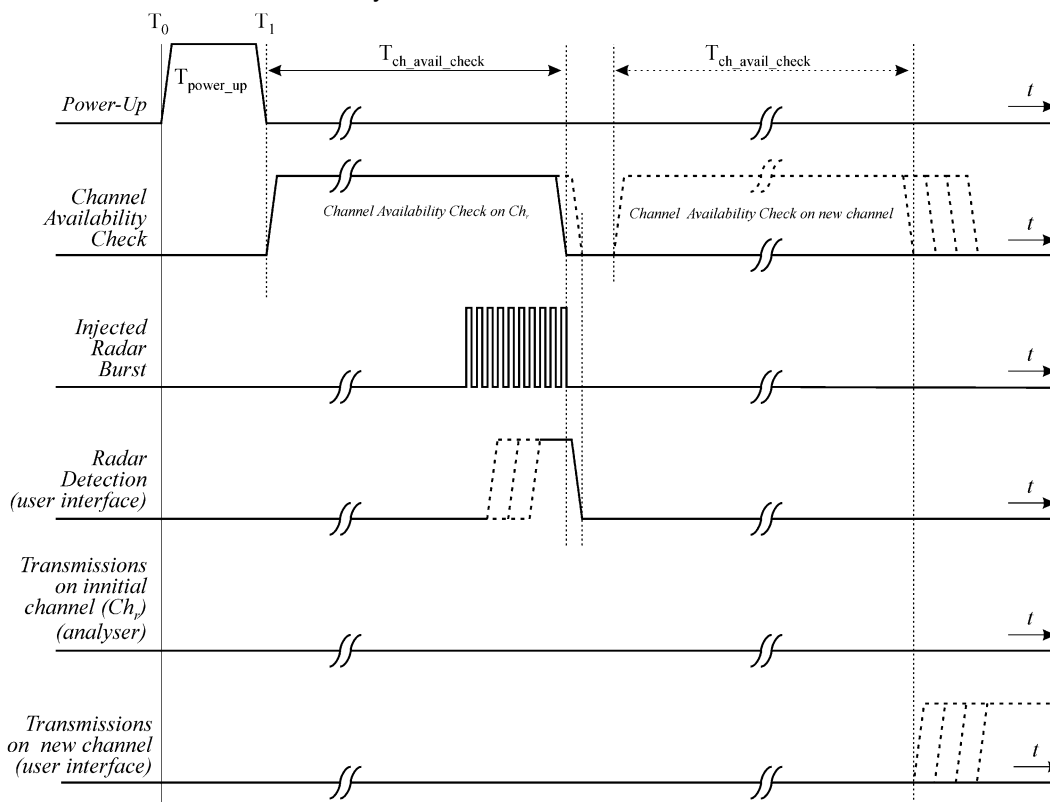 T0 T1
Tch_avail_check
Tch_avail_check
Tpower_up
Power-Up
t
Channel
Availability
Check
Channel Availability Check on Chr
Channel Availability Check on new channel
t
Injected
Radar
Burst
t
Radar
Detection
(user interface)
t
Transmissions
on innitial
channel (Chr)
(analyser)
t
Transmissions
on new channel
(user interface)
t